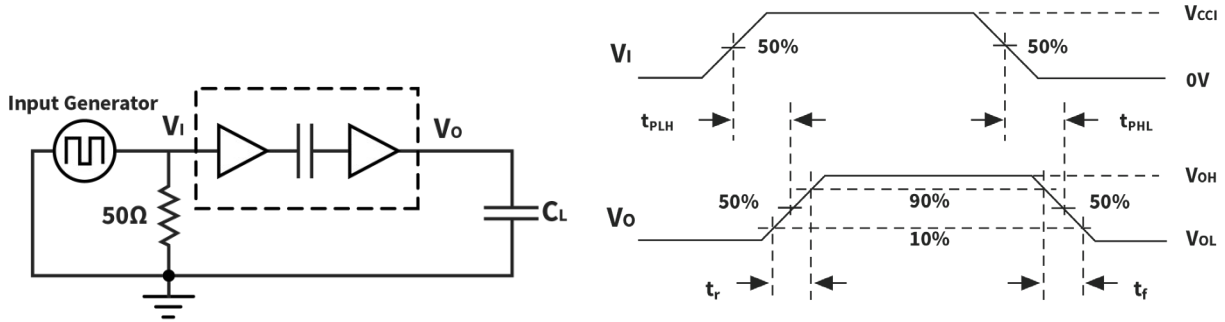 Input Generator
VI
VO
50Ω
CL
VI
50%
50%
VCCI
0V
tPLH
tPHL
VO
50%
90%
50%
10%
VOH
VOL
tr
tf